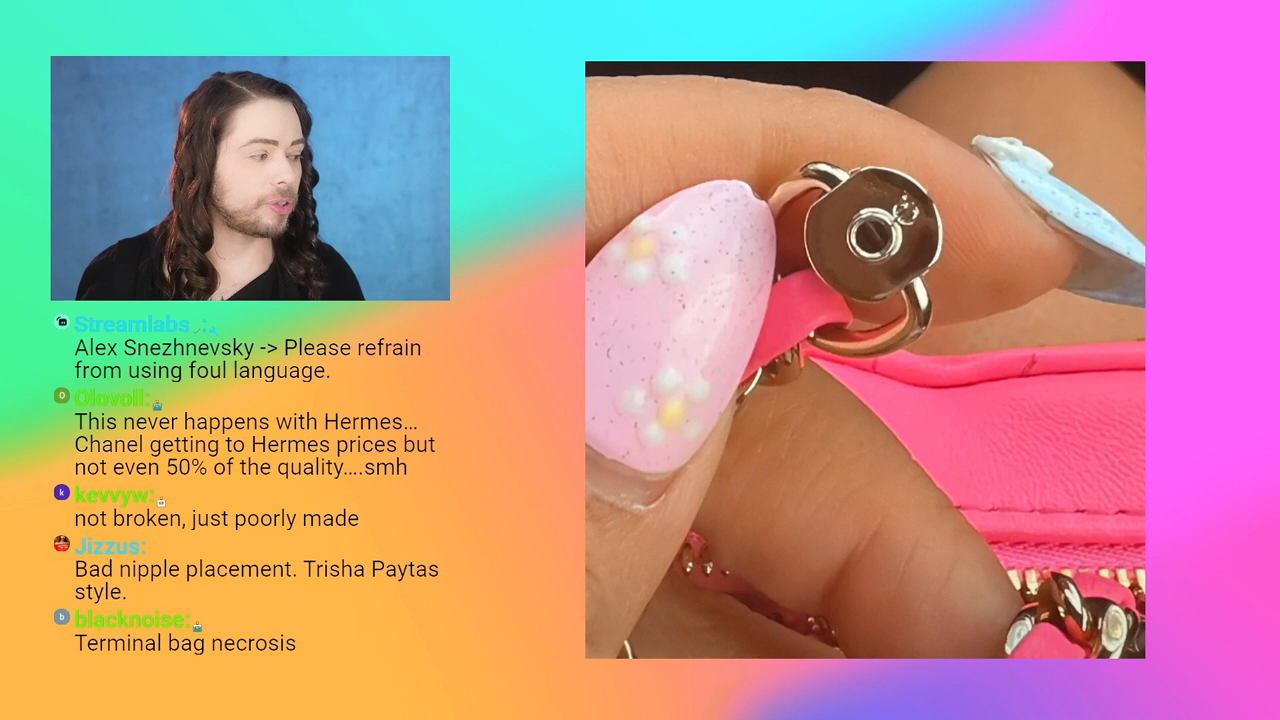 Streamlabs :
Alex Snezhnevsky -> Please refrain
from using foul language.
Olovoll:
This never happens with Hermes...
Chanel getting to Hermes prices but
not even 50% of the quality....smh
kevvyw:
not broken, just poorly made
Jizzus:
Bad nipple placement. Trisha Paytas
style.
blacknoise:
Terminal bag necrosis